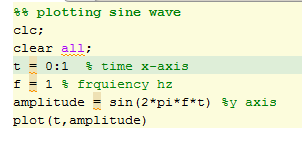 %% plotting sine wave
clc;
clear all;
t = 0:1  % time x-axis
f = 1 % frquiency hz
amplitude = sin(2*pi*f*t) %y axis
plot(t,amplitude)